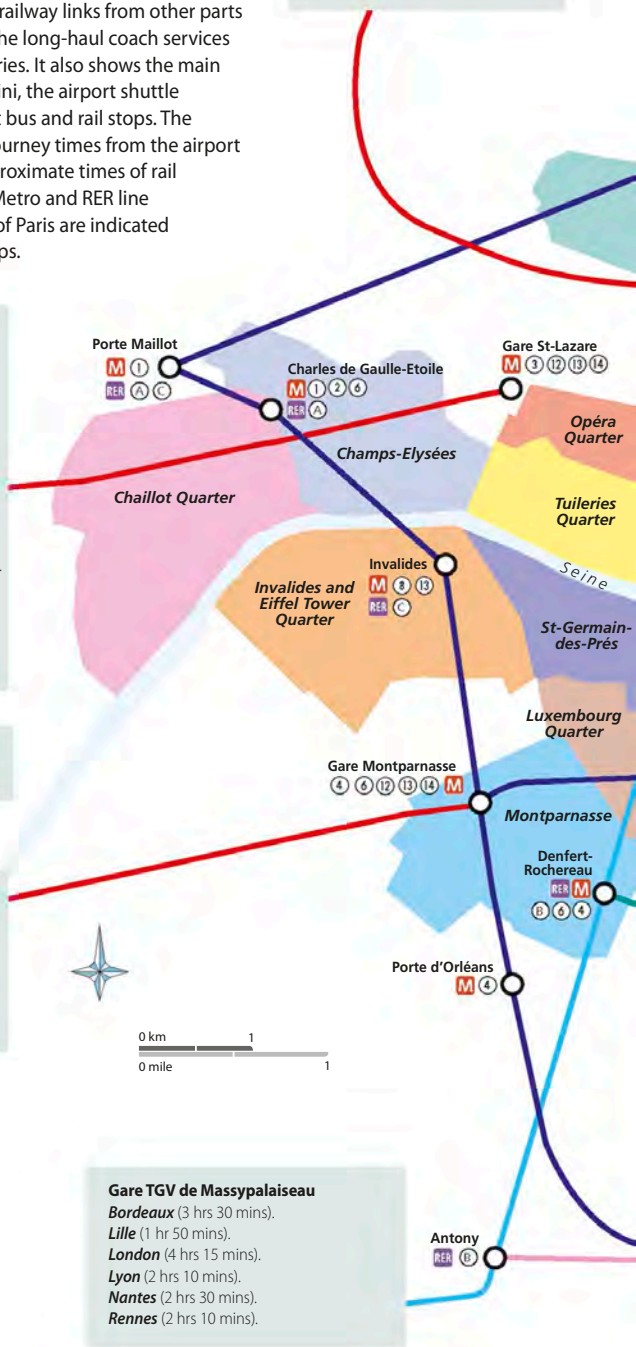 railway links from other parts
he long-haul coach services
ries. It also shows the main
ini, the airport shuttle
t bus and rail stops. The
ourney times from the airport
proximate times of rail
Metro and RER line
of Paris are indicated
ps.
Porte Maillot
M 1
RER A C
Charles de Gaulle-Etoile
M 1 2 6
RER A
Gare St-Lazare
M 3 12 13 14
Opéra
Quarter
Champs-Elysées
Chaillot Quarter
Tuileries
Quarter
Invalides
M 8 13
RER C
Seine
Invalides and
Eiffel Tower
Quarter
St-Germain-
des-Prés
Luxembourg
Quarter
Gare Montparnasse
4 6 12 13 14 M
Montparnasse
Denfert-
Rochereau
RER M
B 6 4
Porte d'Orléans
M 4
0 km 1
0 mile 1
Gare TGV de Massypalaiseau
Bordeaux (3 hrs 30 mins).
Lille (1 hr 50 mins).
London (4 hrs 15 mins).
Lyon (2 hrs 10 mins).
Nantes (2 hrs 30 mins).
Rennes (2 hrs 10 mins).
Antony
RER B